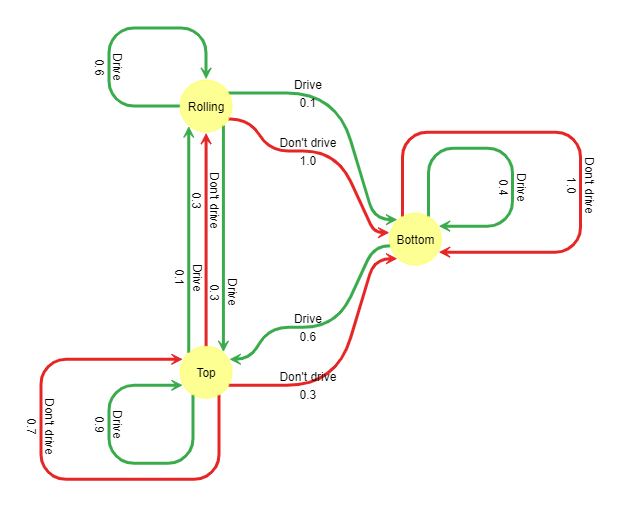 Drive
0.6
Rolling
Drive
0.1
Don't drive
1.0
Drive
0.4
Don't drive
1.0
Bottom
Don't drive
0.3
Drive
0.3
Drive
0.1
Drive
0.6
Top
Don't drive
0.3
Drive
0.9
Don't drive
0.7